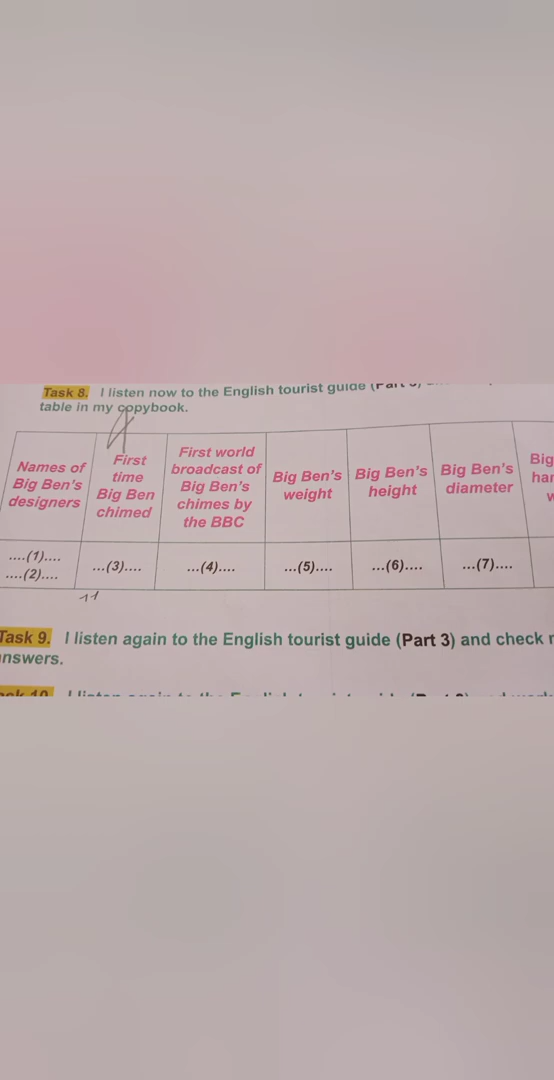 Task 8. I listen now to the English tourist guide
table in my copybook.
Names of Big Ben's designers
First time Big Ben chimed
First world broadcast of Big Ben's chimes by the BBC
Big Ben's weight
Big Ben's height
Big Ben's diameter
Big
....(1)....
....(2)....
...(3)....
...(4)....
...(5)....
...(6)....
...(7)....
11
Task 9. I listen again to the English tourist guide (Part 3) and check
answers.